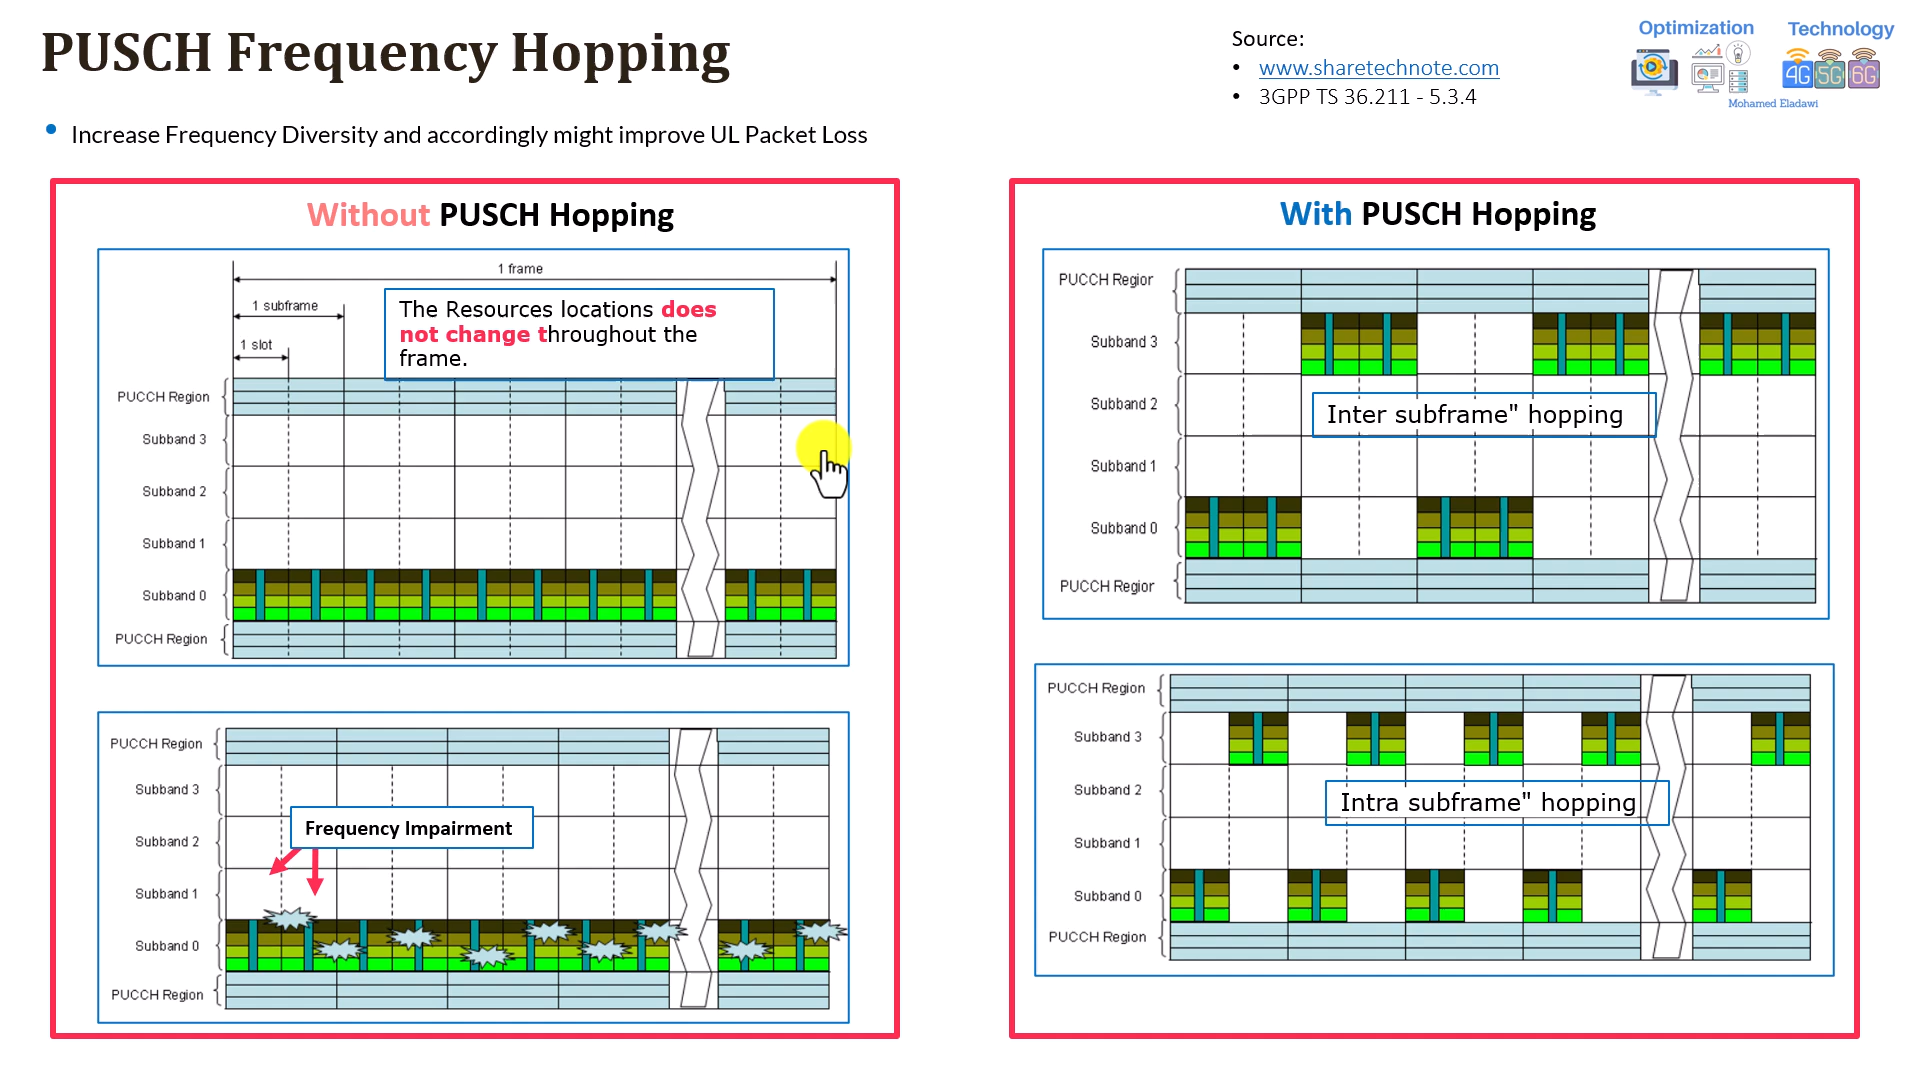 PUSCH Frequency Hopping
Source:
• www.sharetechnote.com
• 3GPP TS 36.211 - 5.3.4
Optimization
Technology
4G
5G
6G
Mohamed Eladawi
• Increase Frequency Diversity and accordingly might improve UL Packet Loss
Without PUSCH Hopping
1 frame
1 subframe
1 slot
The Resources locations does
not change throughout the
frame.
PUCCH Region
Subband 3
Subband 2
Subband 1
Subband 0
PUCCH Region
PUCCH Region
Subband 3
Frequency Impairment
Subband 2
Subband 1
Subband 0
PUCCH Region
With PUSCH Hopping
PUCCH Regior
Subband 3
Subband 2
Inter subframe" hopping
Subband 1
Subband 0
PUCCH Regior
PUCCH Region
Subband 3
Subband 2
Intra subframe" hopping
Subband 1
Subband 0
PUCCH Region